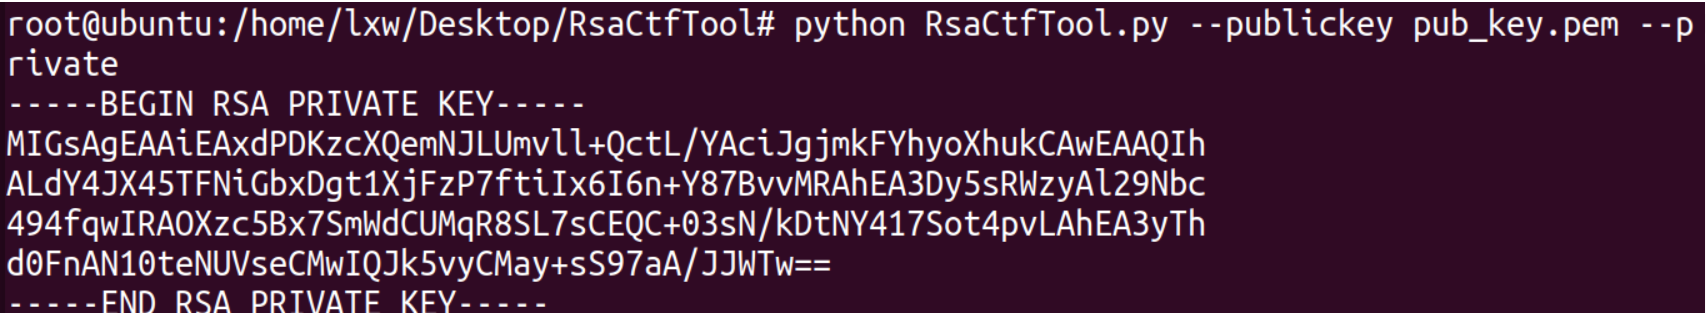 root@ubuntu:/home/lxw/Desktop/RsaCtfTool# python RsaCtfTool.py --publickey pub_key.pem --p
rivate
-----BEGIN RSA PRIVATE KEY-----
MIGsAgEAAiEAxdPDKzcXQemNJLUmvll+QctL/YAciJgjmkFYhyoXhukCAwEAAQIh
ALdY4JX45TFNiGbxDgt1XjFzP7ftiIx6I6n+Y87BvvMRAhEA3Dy5sRWzyAl29Nbc
494fqwIRAOXzc5Bx7SmWdCUMqR8SL7sCEQC+03sN/kDtNY417Sot4pvLAhEA3yTh
d0FnAN10teNUVseCMwIQJk5vyCMay+sS97aA/JJWTw==
-----END RSA PRIVATE KEY-----